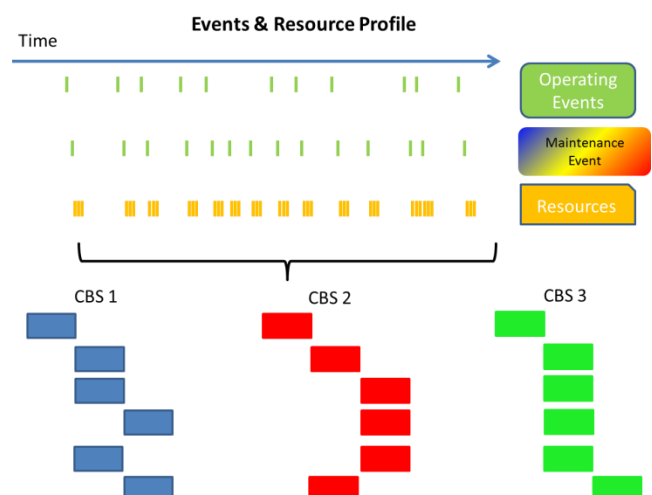 Events & Resource Profile
Time
Operating
Events
Maintenance
Event
Resources
CBS 1
CBS 2
CBS 3